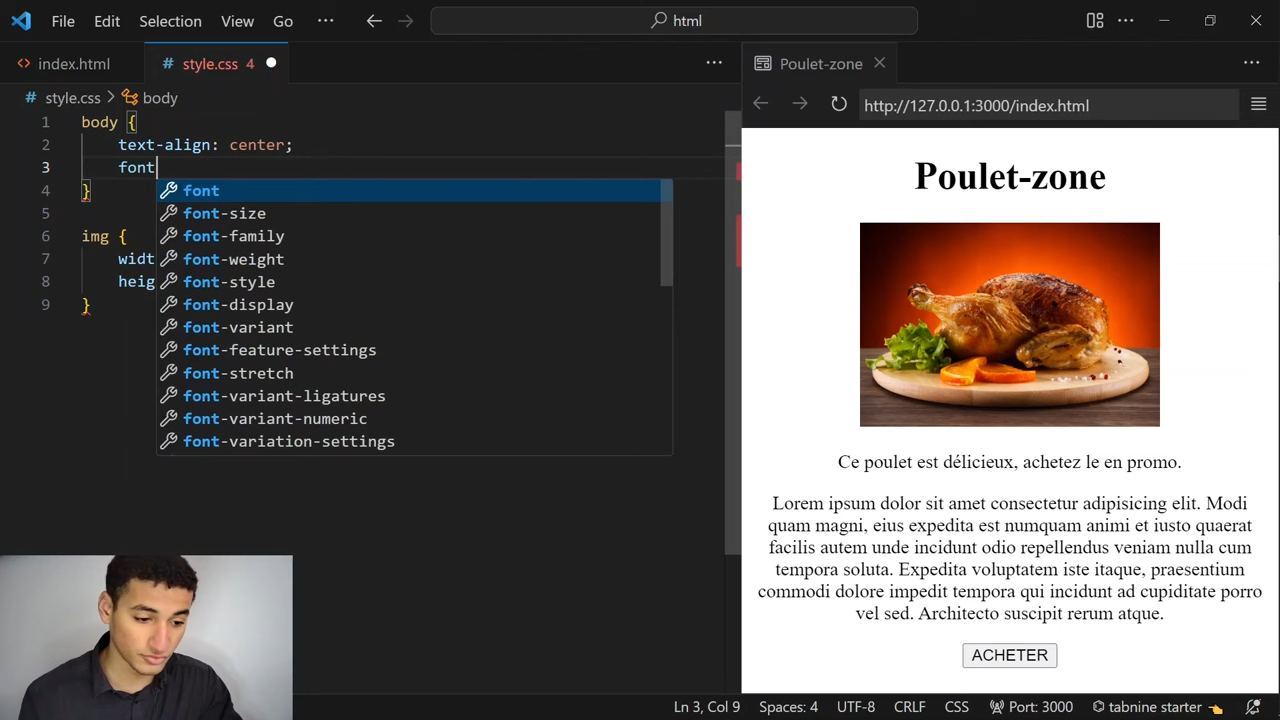 File Edit Selection View Go ··· html
index.html
style.css 4
Poulet-zone
style.css > body
http://127.0.0.1:3000/index.html
1 body {
2 text-align: center;
3 font
4 }
5
6 img {
7 widt
8 heig
9 }
font
font-size
font-family
font-weight
font-style
font-display
font-variant
font-feature-settings
font-stretch
font-variant-ligatures
font-variant-numeric
font-variation-settings
Poulet-zone
Ce poulet est délicieux, achetez le en promo.
Lorem ipsum dolor sit amet consectetur adipisicing elit. Modi
quam magni, eius expedita est numquam animi et iusto quaerat
facilis autem unde incidunt odio repellendus veniam nulla cum
tempora soluta. Expedita voluptatem iste itaque, praesentium
commodi dolore impedit tempora qui incidunt ad cupiditate porro
vel sed. Architecto suscipit rerum atque.
ACHETER
Ln 3, Col 9 Spaces: 4 UTF-8 CRLF CSS Port: 3000 tabnine starter